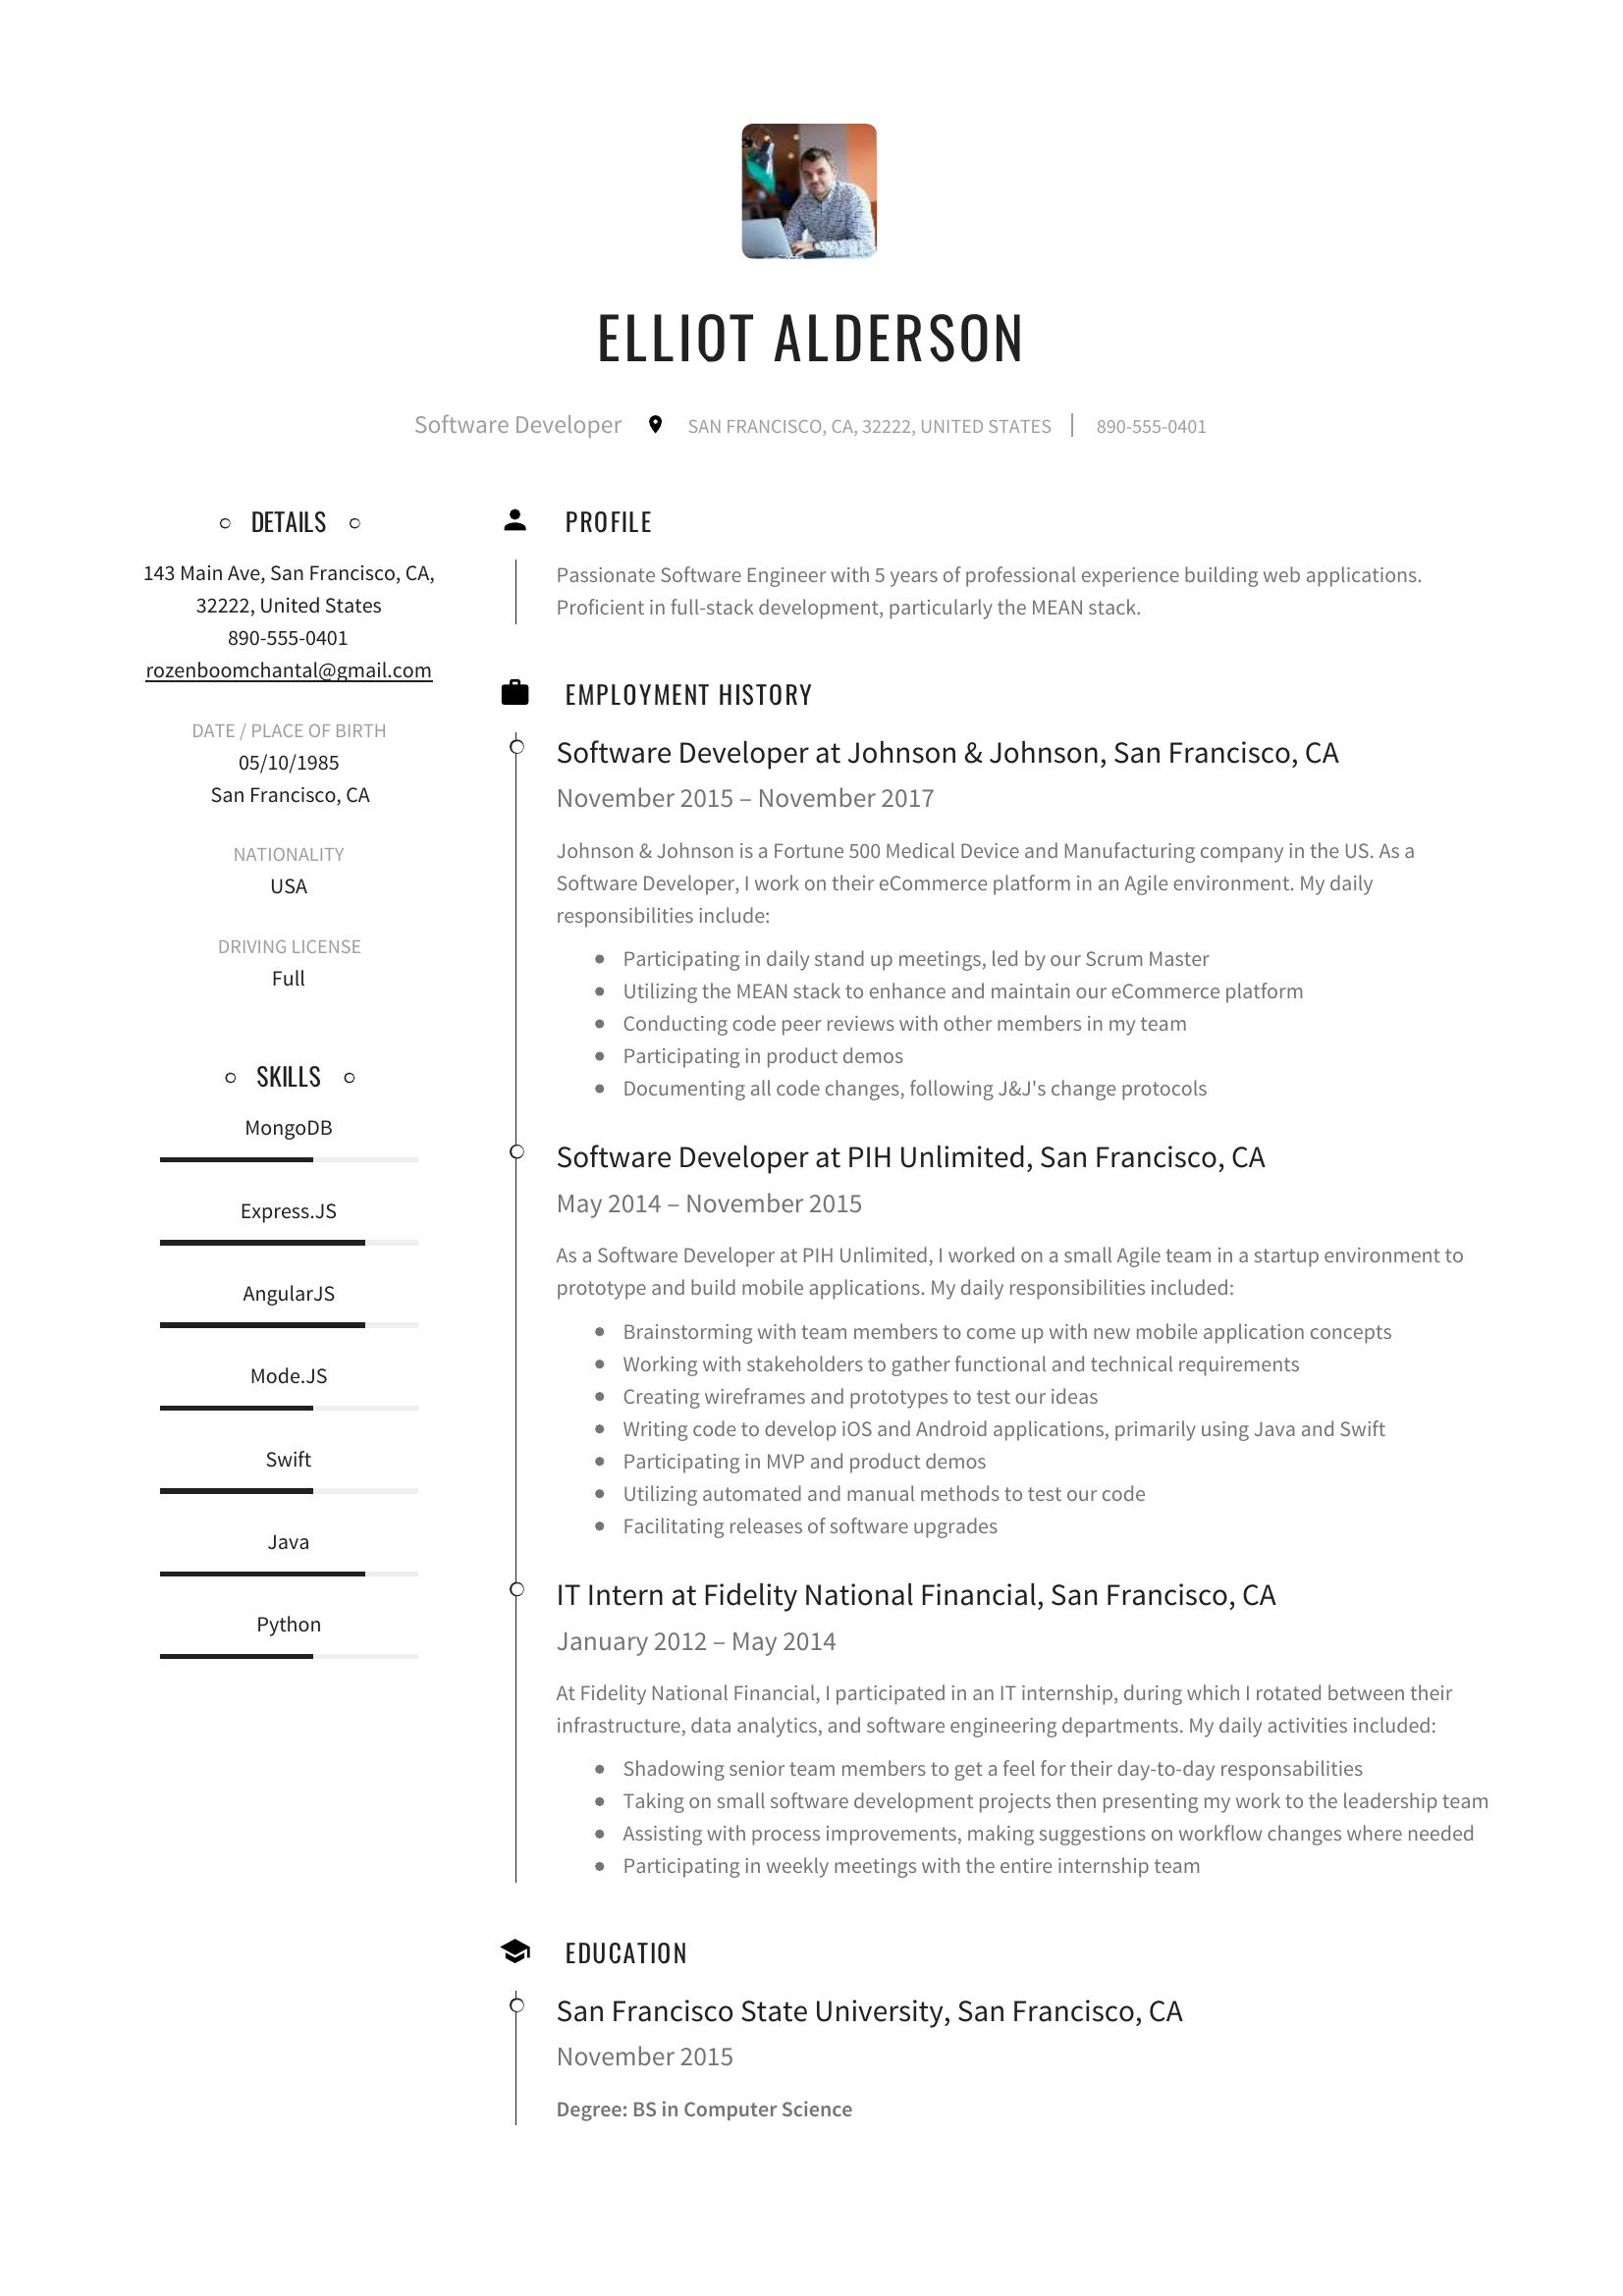 ELLIOT ALDERSON
Software Developer SAN FRANCISCO, CA, 32222, UNITED STATES 890-555-0401
DETAILS
143 Main Ave, San Francisco, CA,
32222, United States
890-555-0401
rozenboomchantal@gmail.com
DATE / PLACE OF BIRTH
05/10/1985
San Francisco, CA
NATIONALITY
USA
DRIVING LICENSE
Full
SKILLS
MongoDB
Express.JS
AngularJS
Mode.JS
Swift
Java
Python
PROFILE
Passionate Software Engineer with 5 years of professional experience building web applications.
Proficient in full-stack development, particularly the MEAN stack.
EMPLOYMENT HISTORY
Software Developer at Johnson & Johnson, San Francisco, CA
November 2015 – November 2017
Johnson & Johnson is a Fortune 500 Medical Device and Manufacturing company in the US. As a
Software Developer, I work on their eCommerce platform in an Agile environment. My daily
responsibilities include:
● Participating in daily stand up meetings, led by our Scrum Master
● Utilizing the MEAN stack to enhance and maintain our eCommerce platform
● Conducting code peer reviews with other members in my team
● Participating in product demos
● Documenting all code changes, following J&J's change protocols
Software Developer at PIH Unlimited, San Francisco, CA
May 2014 – November 2015
As a Software Developer at PIH Unlimited, I worked on a small Agile team in a startup environment to
prototype and build mobile applications. My daily responsibilities included:
● Brainstorming with team members to come up with new mobile application concepts
● Working with stakeholders to gather functional and technical requirements
● Creating wireframes and prototypes to test our ideas
● Writing code to develop iOS and Android applications, primarily using Java and Swift
● Participating in MVP and product demos
● Utilizing automated and manual methods to test our code
● Facilitating releases of software upgrades
IT Intern at Fidelity National Financial, San Francisco, CA
January 2012 – May 2014
At Fidelity National Financial, I participated in an IT internship, during which I rotated between their
infrastructure, data analytics, and software engineering departments. My daily activities included:
● Shadowing senior team members to get a feel for their day-to-day responsabilities
● Taking on small software development projects then presenting my work to the leadership team
● Assisting with process improvements, making suggestions on workflow changes where needed
● Participating in weekly meetings with the entire internship team
EDUCATION
San Francisco State University, San Francisco, CA
November 2015
Degree: BS in Computer Science